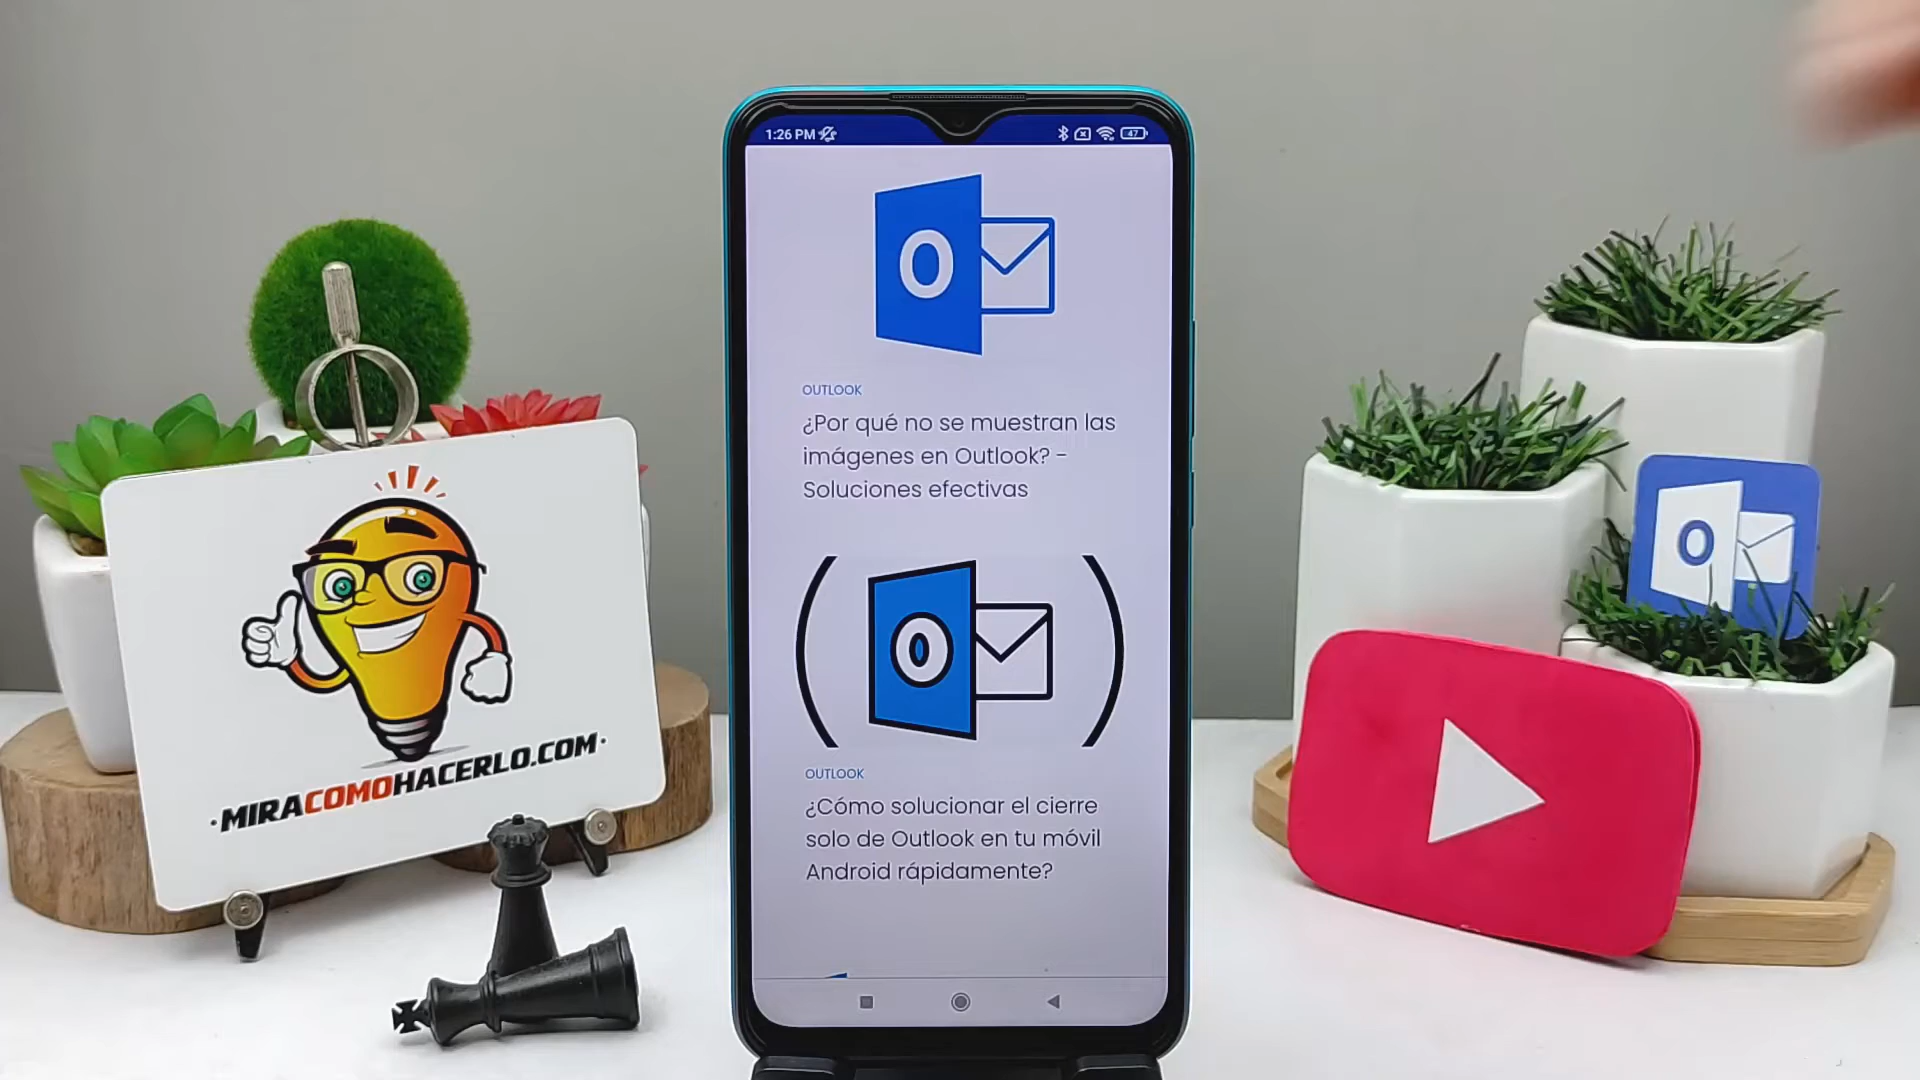 1:26 PM
47
O
OUTLOOK
¿Por qué no se muestran las
imágenes en Outlook? -
Soluciones efectivas
O
OUTLOOK
¿Cómo solucionar el cierre
solo de Outlook en tu móvil
Android rápidamente?
·MIRACOMOHACERLO.COM·
O